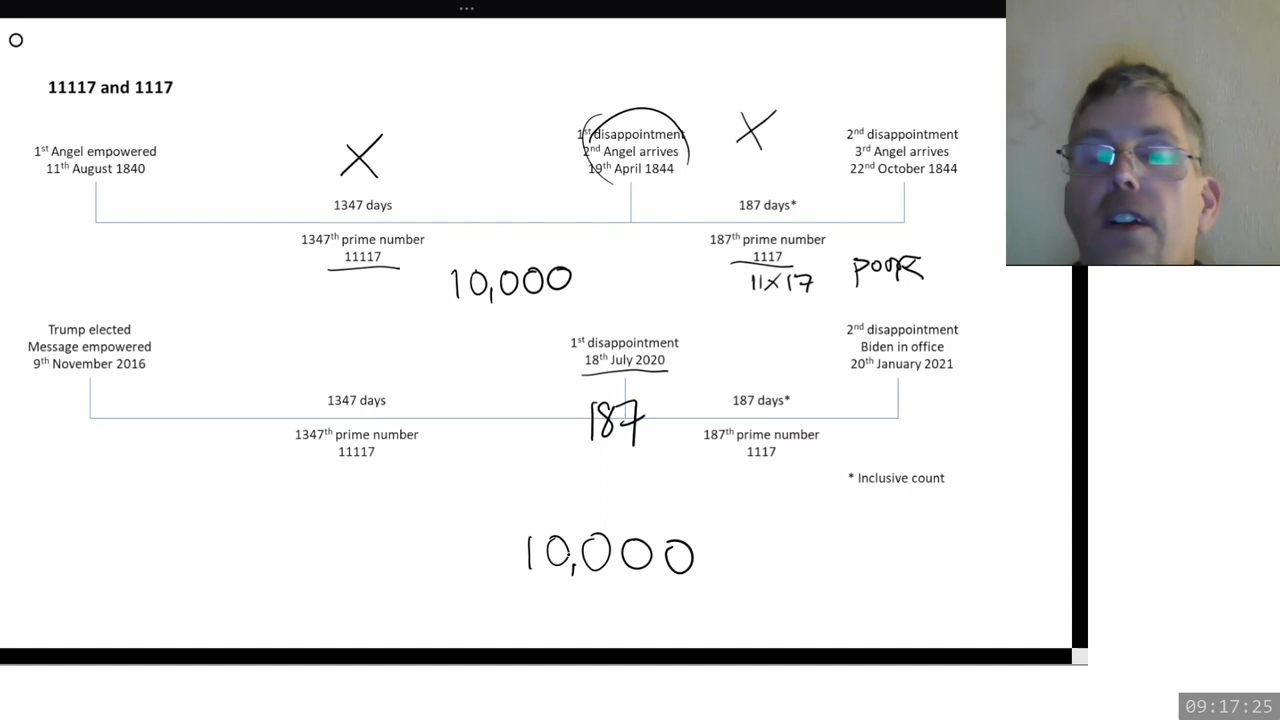 11117 and 1117
1st Angel empowered
11th August 1840
1st disappointment
2nd Angel arrives
19th April 1844
2nd disappointment
3rd Angel arrives
22nd October 1844
1347 days
187 days*
1347th prime number
11117
187th prime number
1117
11x17
10,000
Trump elected
Message empowered
9th November 2016
1st disappointment
18th July 2020
2nd disappointment
Biden in office
20th January 2021
1347 days
187 days*
187
1347th prime number
11117
187th prime number
1117
* Inclusive count
10,000
09:17:25